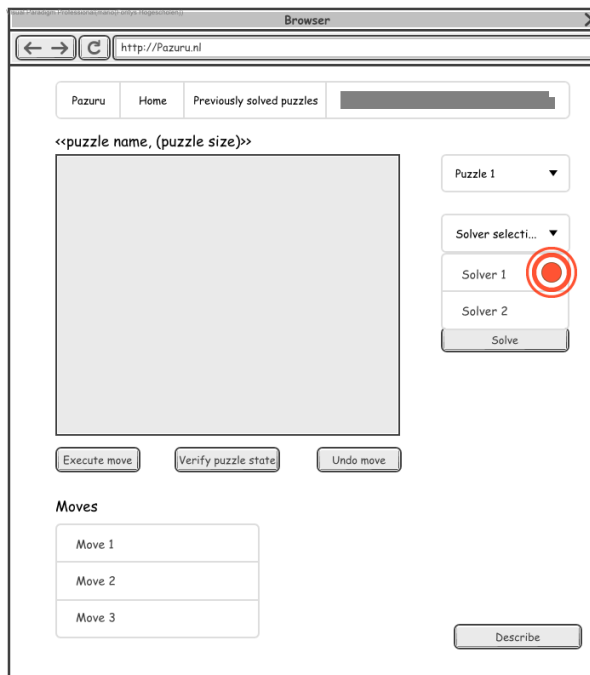 Browser
http://Pazuru.nl
Pazuru Home Previously solved puzzles
<<puzzle name, (puzzle size)>>
Puzzle 1
Solver selecti...
Solver 1
Solver 2
Solve
Execute move Verify puzzle state Undo move
Moves
Move 1
Move 2
Move 3
Describe